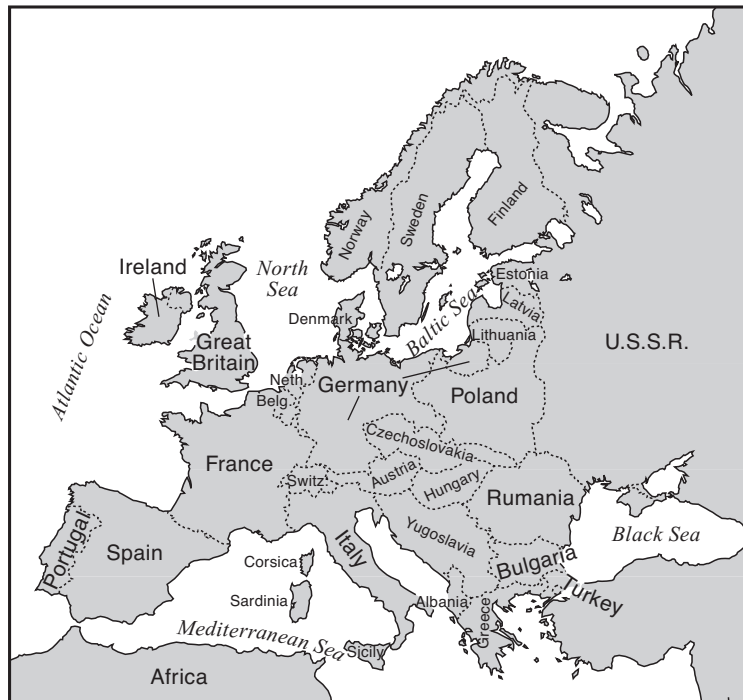 Norway
Sweden
Finland
Ireland
North
Sea
Estonia
Atlantic Ocean
Denmark
Baltic Sea
Latvia
Great
Britain
Lithuania
U.S.S.R.
Neth
Germany
Belg
Poland
Czechoslovakia
France
Switz
Austria
Hungary
Rumania
Portugal
Spain
Italy
Yugoslavia
Black Sea
Corsica
Bulgaria
Sardinia
Albania
Greece
Turkey
Mediterranean Sea
Sicily
Africa